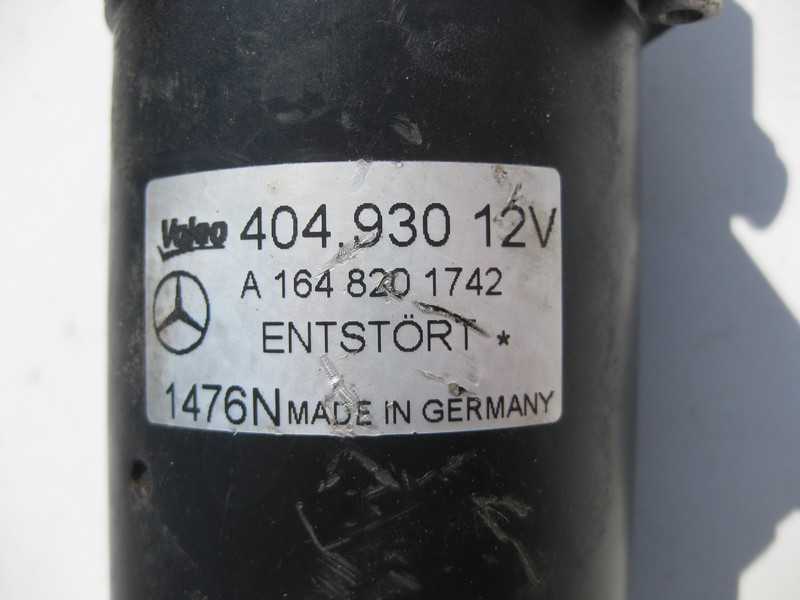 Valeo 404.930 12V
A 164 820 1742
ENTSTÖRT *
1476N MADE IN GERMANY